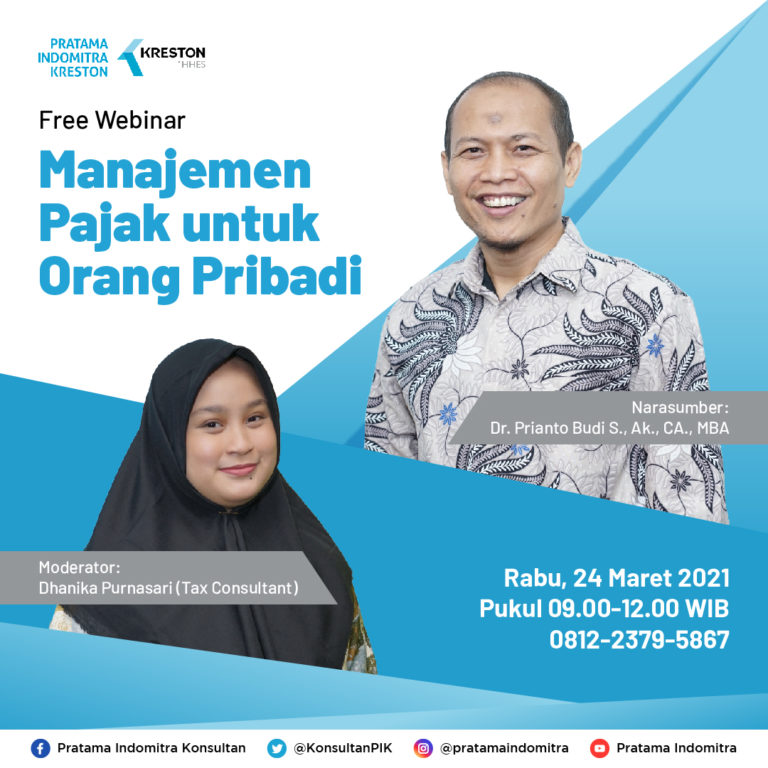 PRATAMA
INDOMITRA
KRESTON
KRESTON
Free Webinar
Manajemen
Pajak untuk
Orang Pribadi
Narasumber:
Dr. Prianto Budi S., Ak., CA., MBA
Moderator:
Dhanika Purnasari (Tax Consultant)
Rabu, 24 Maret 2021
Pukul 09.00-12.00 WIB
0812-2379-5867
Pratama Indomitra Konsultan
@KonsultanPIK
@pratamaindomitra
Pratama Indomitra